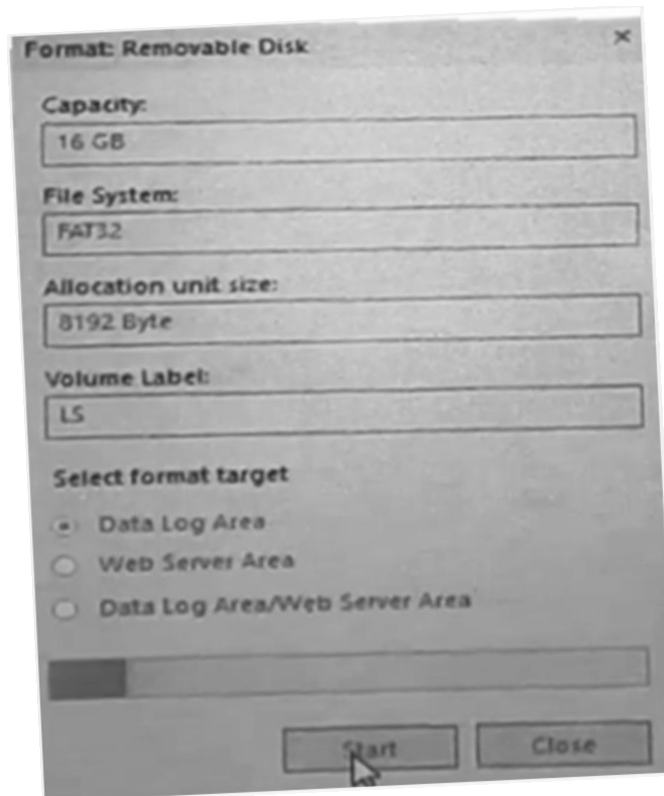 Format: Removable Disk
Capacity:
16 GB
File System:
FAT32
Allocation unit size:
8192 Byte
Volume Label:
LS
Select format target
Data Log Area
Web Server Area
Data Log Area/Web Server Area
Start
Close